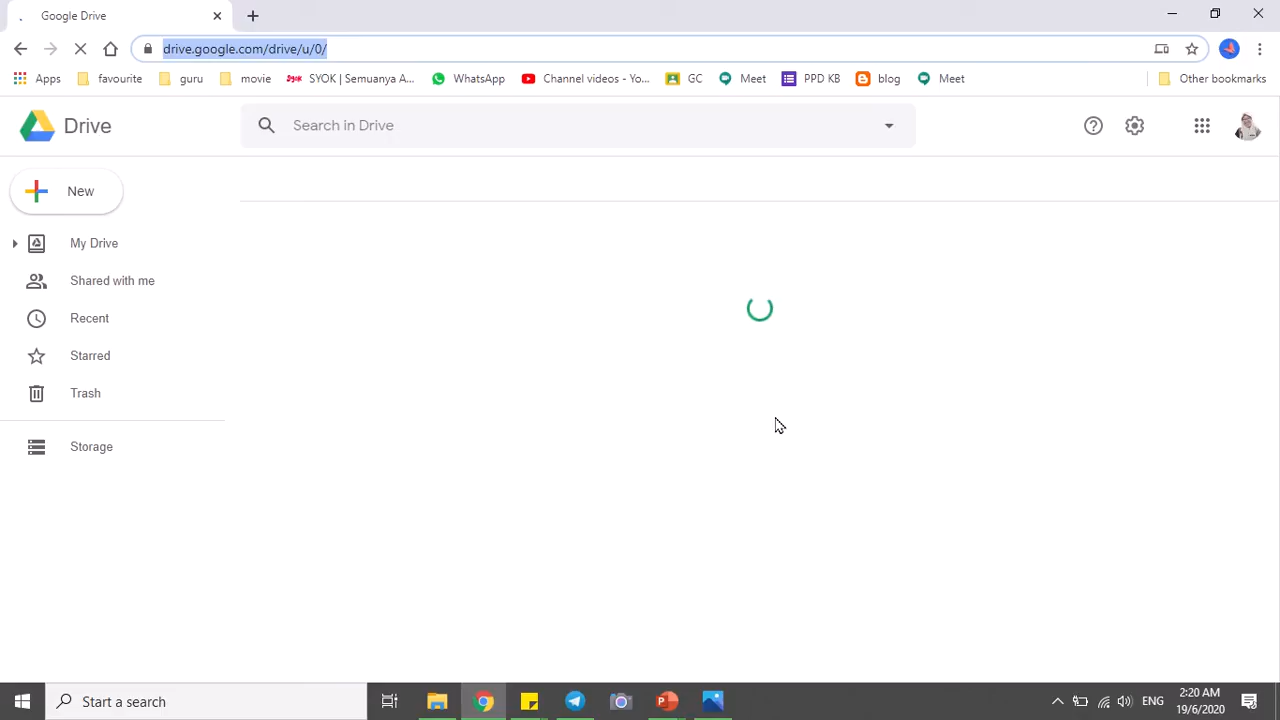 Google Drive
drive.google.com/drive/u/0/
Apps favourite guru movie SYOK | Semuanya A... WhatsApp Channel videos - Yo... GC Meet PPD KB blog Meet Other bookmarks
Drive Search in Drive
New
My Drive
Shared with me
Recent
Starred
Trash
Storage
Start a search ENG 2:20 AM
19/6/2020